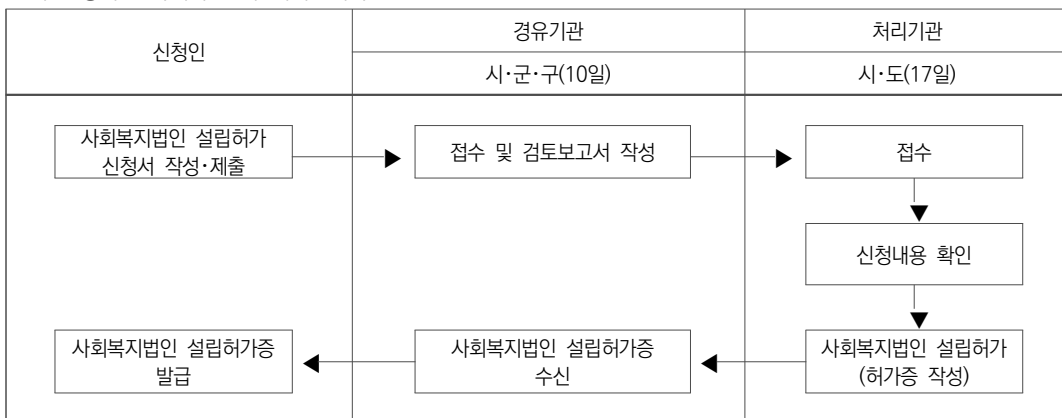 신청인
경유기관
처리기관
시·군·구(10일)
시·도(17일)
사회복지법인 설립허가
신청서 작성·제출
접수 및 검토보고서 작성
접수
신청내용 확인
사회복지법인 설립허가증
발급
사회복지법인 설립허가증
수신
사회복지법인 설립허가
(허가증 작성)